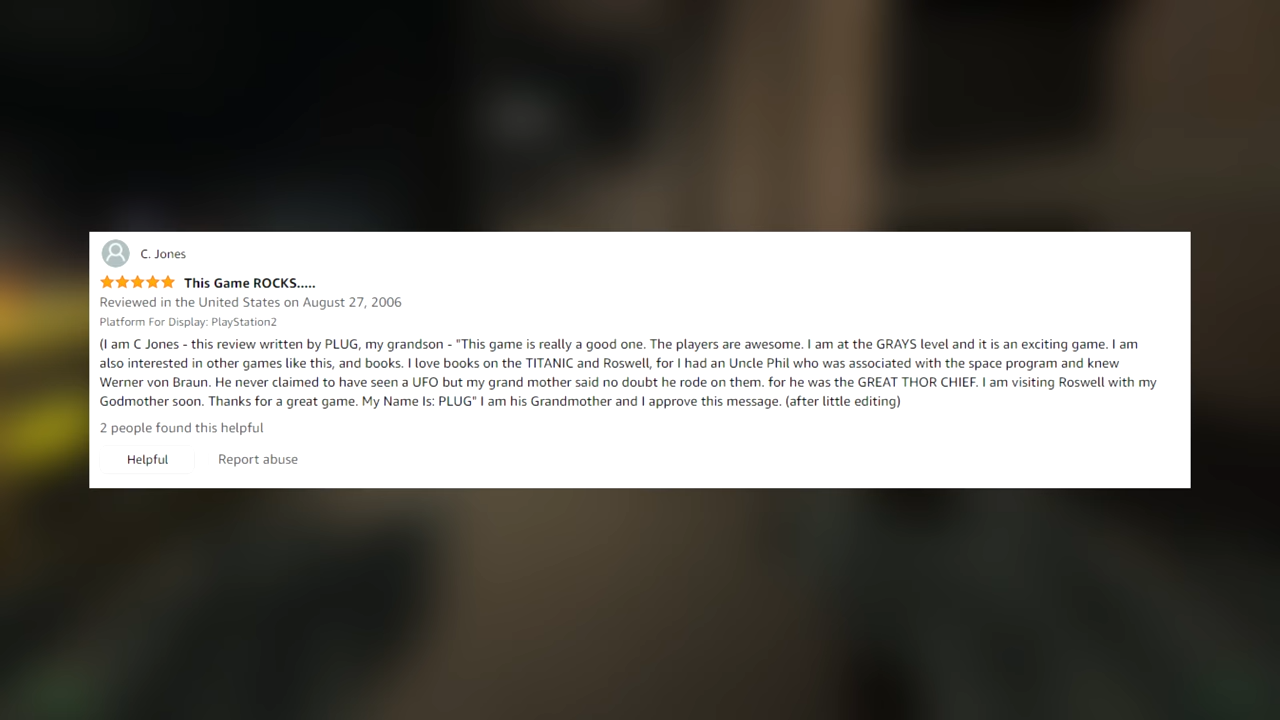 C. Jones
This Game ROCKS.....
Reviewed in the United States on August 27, 2006
Platform For Display: PlayStation2
(I am C Jones - this review written by PLUG, my grandson - "This game is really a good one. The players are awesome. I am at the GRAYS level and it is an exciting game. I am
also interested in other games like this, and books. I love books on the TITANIC and Roswell, for I had an Uncle Phil who was associated with the space program and knew
Werner von Braun. He never claimed to have seen a UFO but my grand mother said no doubt he rode on them. for he was the GREAT THOR CHIEF. I am visiting Roswell with my
Godmother soon. Thanks for a great game. My Name Is: PLUG" I am his Grandmother and I approve this message. (after little editing)
2 people found this helpful
Helpful
Report abuse